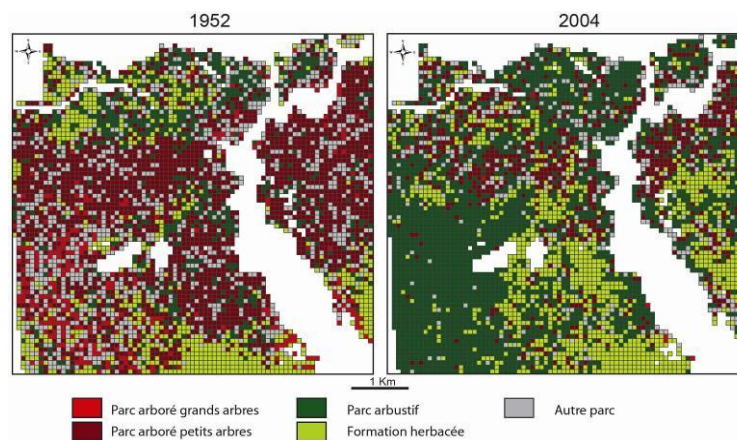 1952
2004
1 Km
Parc arboré grands arbres
Parc arbustif
Autre parc
Parc arboré petits arbres
Formation herbacée